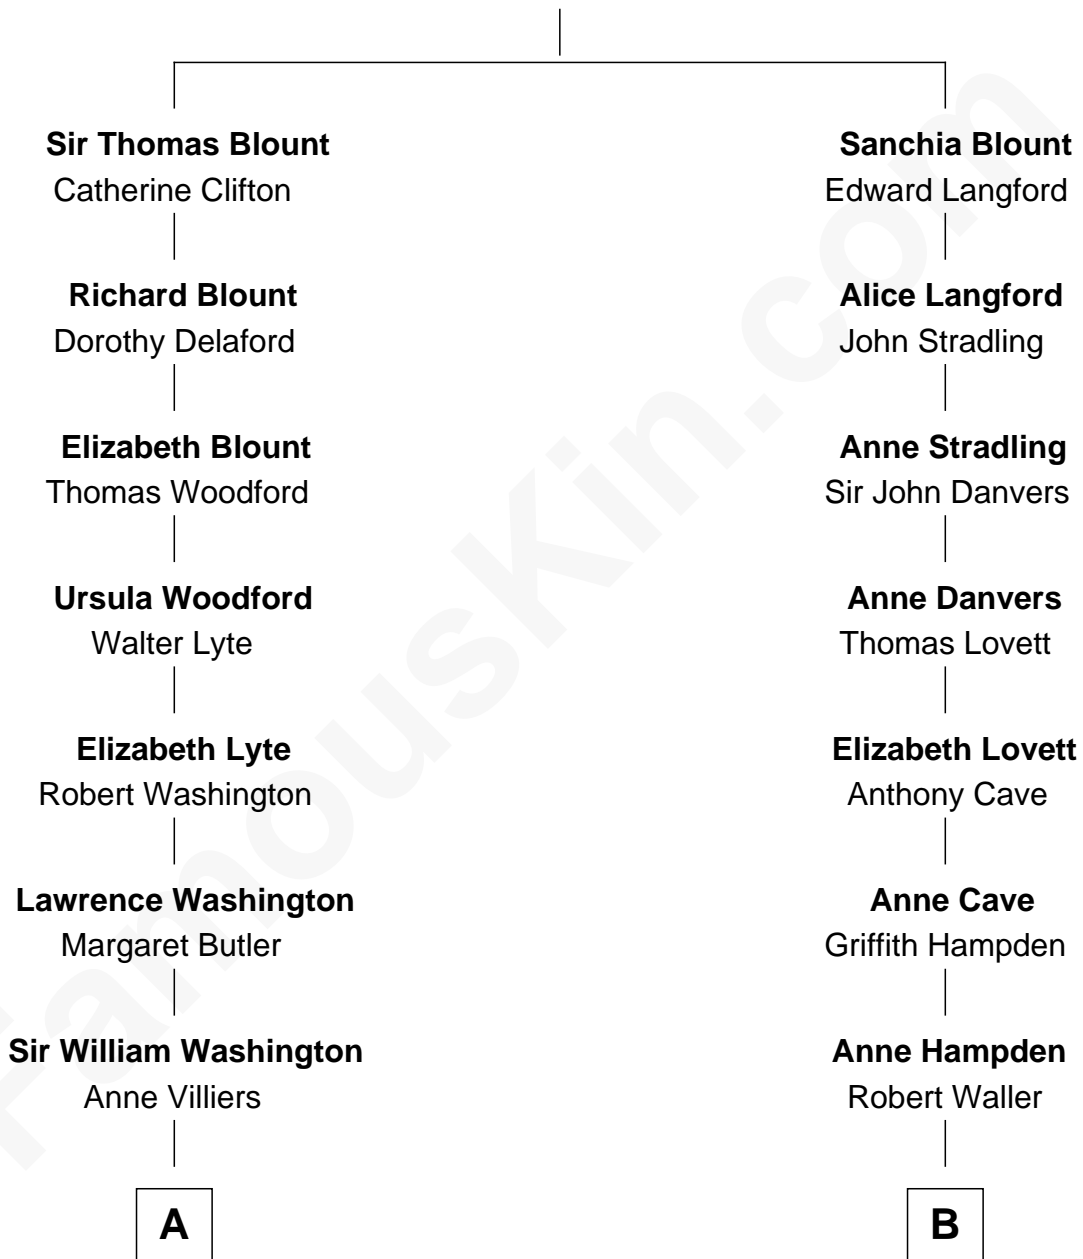 Sir Thomas Blount
Catherine Clifton
Richard Blount
Dorothy Delaford
Elizabeth Blount
Thomas Woodford
Ursula Woodford
Walter Lyte
Elizabeth Lyte
Robert Washington
Lawrence Washington
Margaret Butler
Sir William Washington
Anne Villiers
A
Sanchia Blount
Edward Langford
Alice Langford
John Stradling
Anne Stradling
Sir John Danvers
Anne Danvers
Thomas Lovett
Elizabeth Lovett
Anthony Cave
Anne Cave
Griffith Hampden
Anne Hampden
Robert Waller
B
FamousKin.com